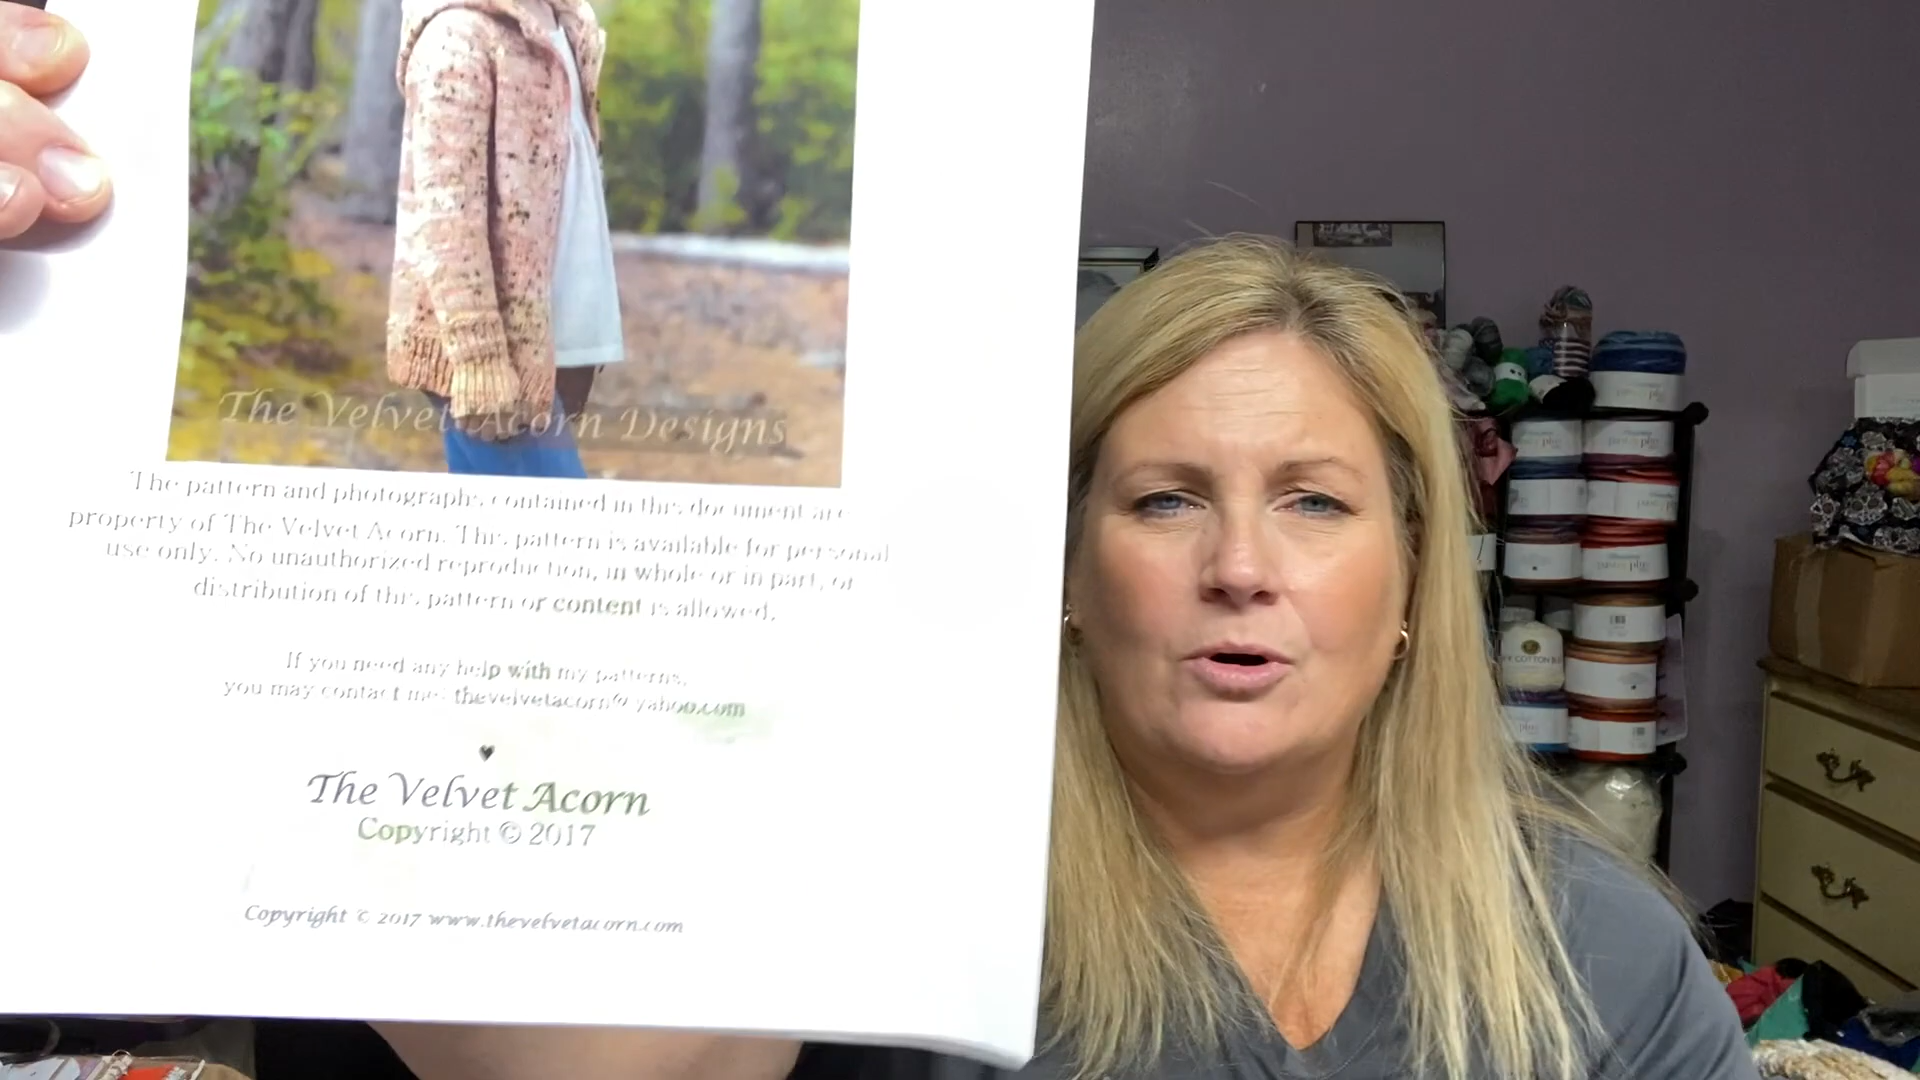 The Velvet Acorn Designs
The pattern and photographs contained in this document are
property of The Velvet Acorn. This pattern is available for personal
use only. No unauthorized reproduction, in whole or in part, or
distribution of this pattern or content is allowed.
If you need any help with my patterns,
you may contact me: thevelvetacorn@yahoo.com
The Velvet Acorn
Copyright © 2017
Copyright © 2017 www.thevelvetacorn.com
COTTON